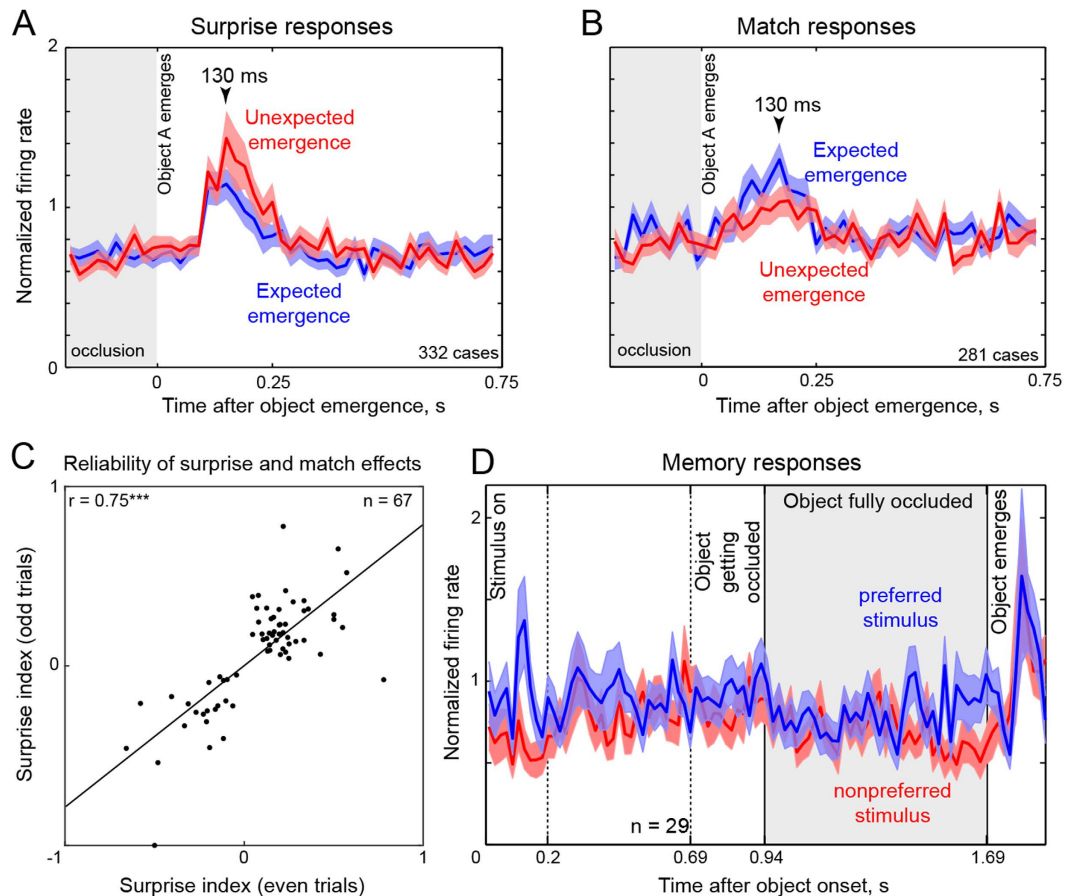 A
Surprise responses
2
1
0
Normalized firing rate
Object A emerges
130 ms
Unexpected
emergence
Expected
emergence
occlusion
332 cases
0
0.25
0.75
Time after object emergence, s
B
Match responses
Object A emerges
130 ms
Expected
emergence
Unexpected
emergence
occlusion
281 cases
0
0.25
0.75
Time after object emergence, s
C
Reliability of surprise and match effects
1
0
-1
r = 0.75***
n = 67
Surprise index (odd trials)
0
1
Surprise index (even trials)
D
Memory responses
2
1
0
Normalized firing rate
Stimulus on
Object
getting
occluded
Object fully occluded
Object emerges
preferred
stimulus
nonpreferred
stimulus
n = 29
0.2
0.69
0.94
1.69
Time after object onset, s